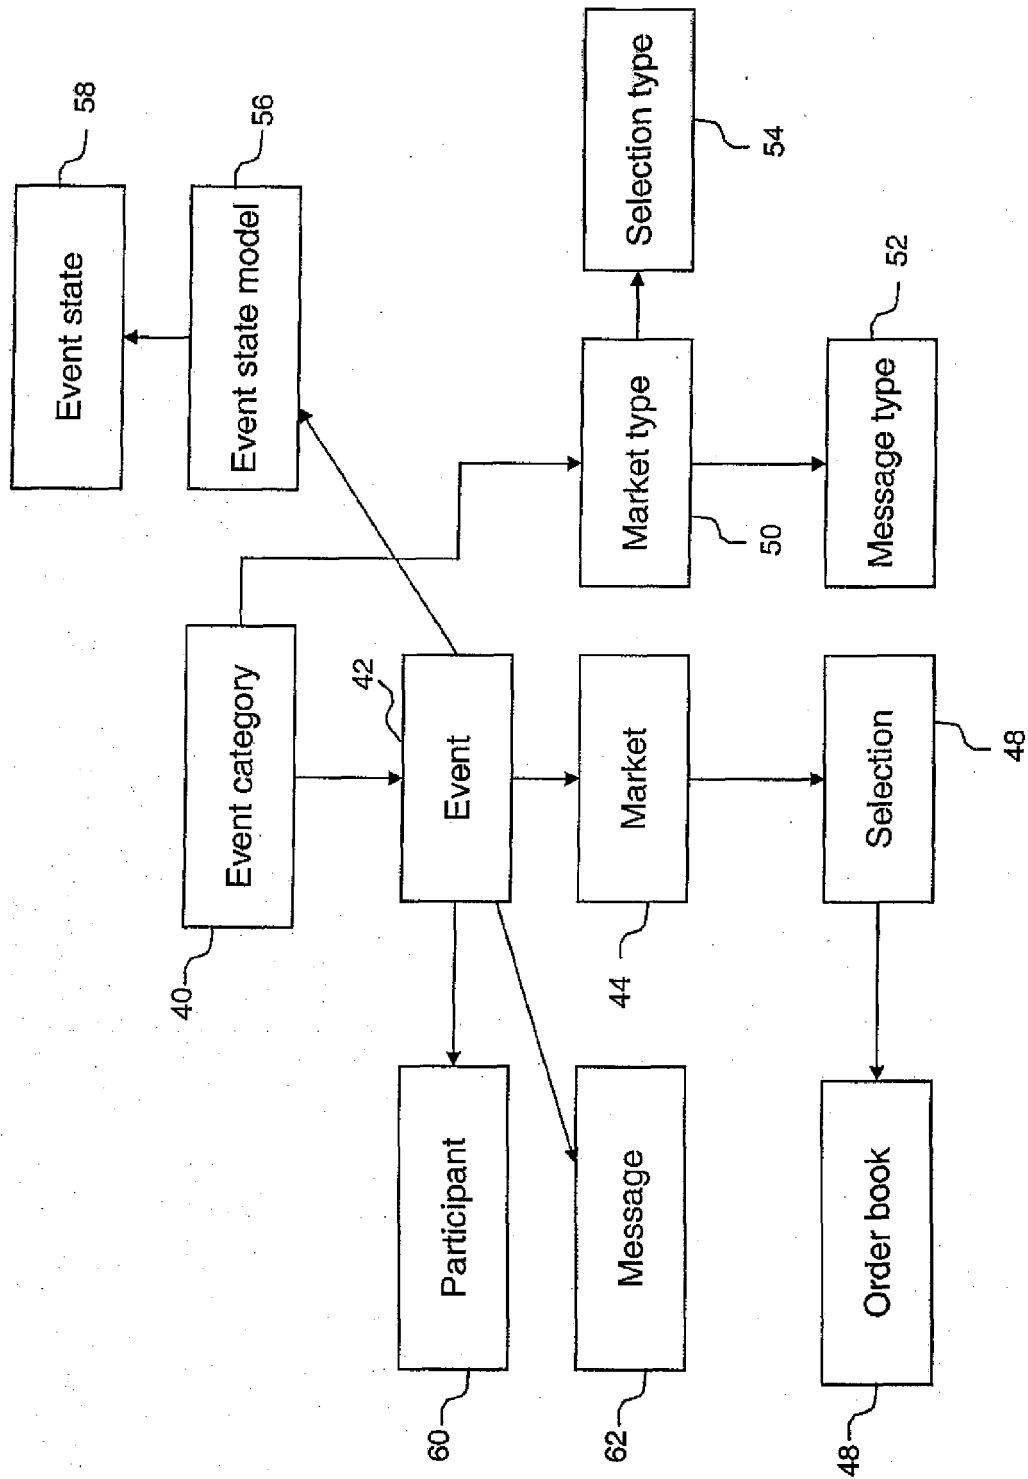 Event state
58
Event state model
56
Event category
40
Event
42
Participant
60
Message
62
Market
44
Market type
50
Selection type
54
Selection
48
Message type
52
Order book
48